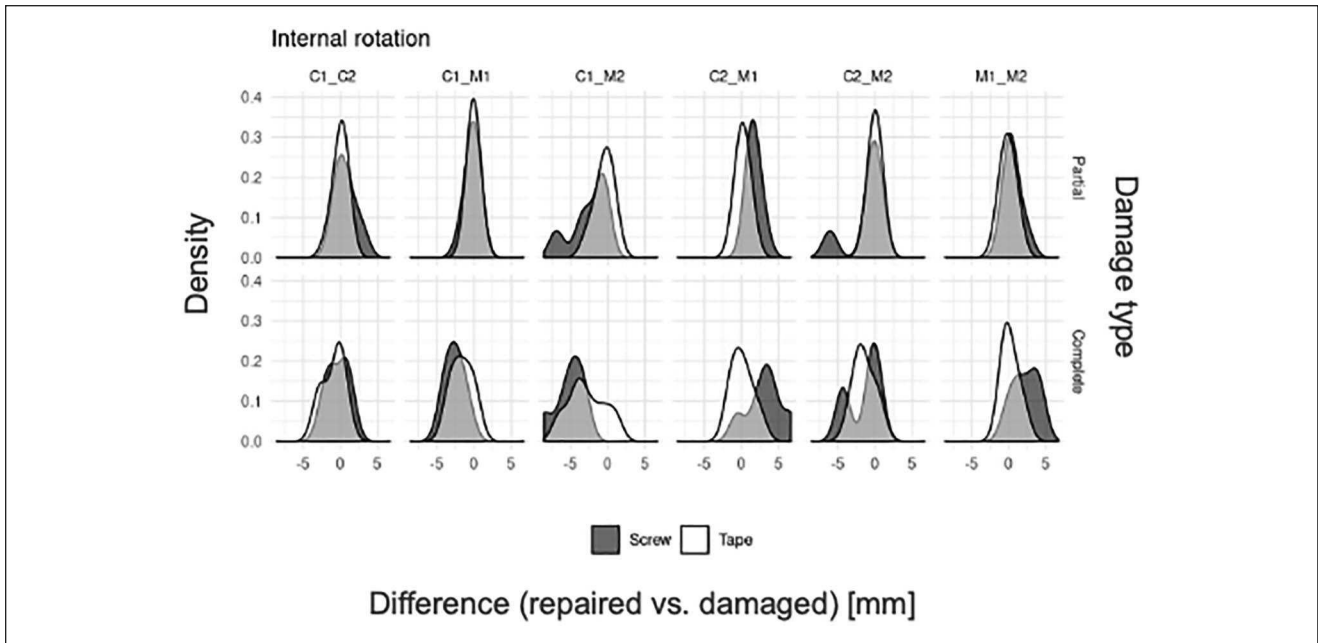 Internal rotation
C1_C2 C1_M1 C1_M2 C2_M1 C2_M2 M1_M2
0.4
0.3
0.2
0.1
0.0
Partial
0.4
0.3
0.2
0.1
0.0
Complete
Density
Damage type
-5 0 5 -5 0 5 -5 0 5 -5 0 5 -5 0 5 -5 0 5
Screw Tape
Difference (repaired vs. damaged) [mm]